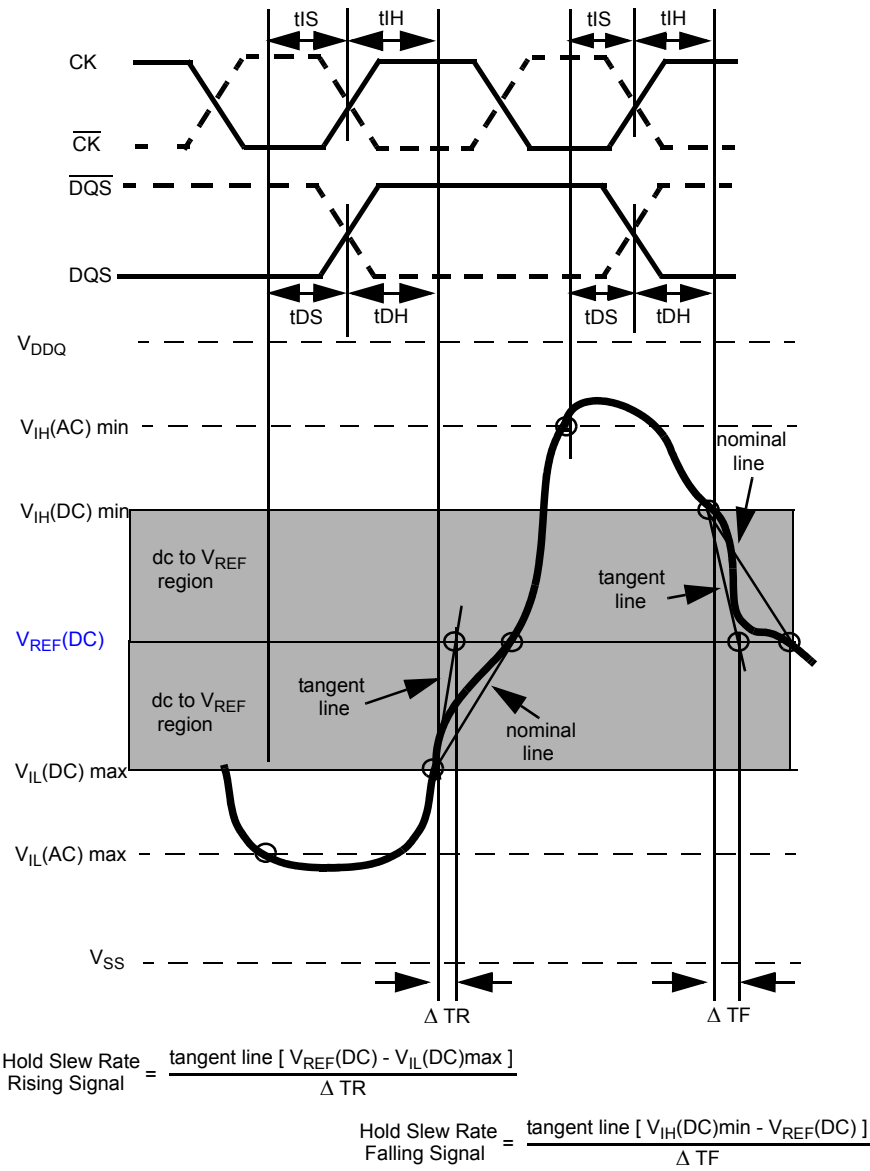 tIS tIH tIS tIH
CK
CK
DQS
DQS
tDS tDH tDS tDH
VDDQ
VIH(AC) min
nominal
line
VIH(DC) min
dc to VREF
region
tangent
line
VREF(DC)
dc to VREF
region
tangent
line
nominal
line
VIL(DC) max
VIL(AC) max
VSS
Δ TR Δ TF
Hold Slew Rate
Rising Signal = tangent line [ VREF(DC) - VIL(DC)max ]
Δ TR
Hold Slew Rate
Falling Signal = tangent line [ VIH(DC)min - VREF(DC) ]
Δ TF